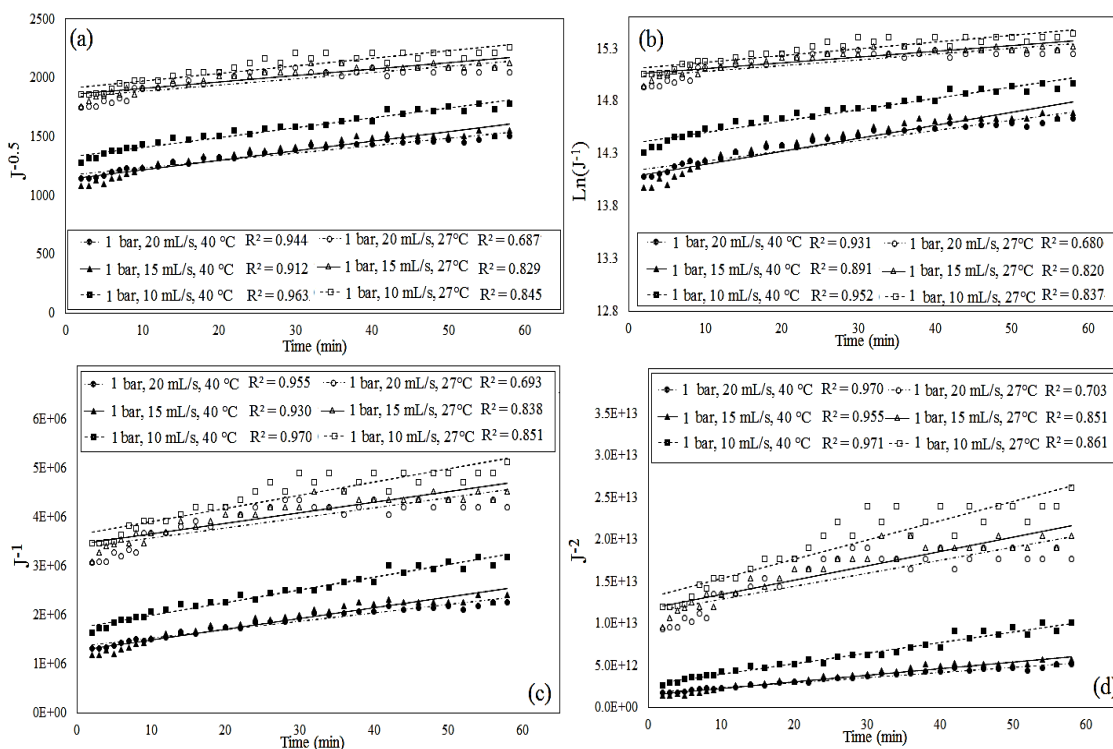 (a)
2500
2000
1500
1000
500
0
J-0.5
1 bar, 20 mL/s, 40 °C R² = 0.944 1 bar, 20 mL/s, 27°C R² = 0.687
1 bar, 15 mL/s, 40 °C R² = 0.912 1 bar, 15 mL/s, 27°C R² = 0.829
1 bar, 10 mL/s, 40 °C R² = 0.963 1 bar, 10 mL/s, 27°C R² = 0.845
0 10 20 30 40 50 60
Time (min)
(b)
15.3
14.8
14.3
13.8
13.3
12.8
Ln(J-1)
1 bar, 20 mL/s, 40 °C R² = 0.931 1 bar, 20 mL/s, 27°C R² = 0.680
1 bar, 15 mL/s, 40 °C R² = 0.891 1 bar, 15 mL/s, 27°C R² = 0.820
1 bar, 10 mL/s, 40 °C R² = 0.952 1 bar, 10 mL/s, 27°C R² = 0.837
0 10 20 30 40 50 60
Time (min)
1 bar, 20 mL/s, 40 °C R² = 0.955 1 bar, 20 mL/s, 27°C R² = 0.693
1 bar, 15 mL/s, 40 °C R² = 0.930 1 bar, 15 mL/s, 27°C R² = 0.838
1 bar, 10 mL/s, 40 °C R² = 0.970 1 bar, 10 mL/s, 27°C R² = 0.851
6E+06
5E+06
4E+06
3E+06
2E+06
1E+06
0E+00
J-1
(c)
0 10 20 30 40 50 60
Time (min)
1 bar, 20 mL/s, 40 °C R² = 0.970 1 bar, 20 mL/s, 27°C R² = 0.703
1 bar, 15 mL/s, 40 °C R² = 0.955 1 bar, 15 mL/s, 27°C R² = 0.851
1 bar, 10 mL/s, 40 °C R² = 0.971 1 bar, 10 mL/s, 27°C R² = 0.861
3.5E+13
3.0E+13
2.5E+13
2.0E+13
1.5E+13
1.0E+13
5.0E+12
0.0E+00
J-2
(d)
0 10 20 30 40 50 60
Time (min)